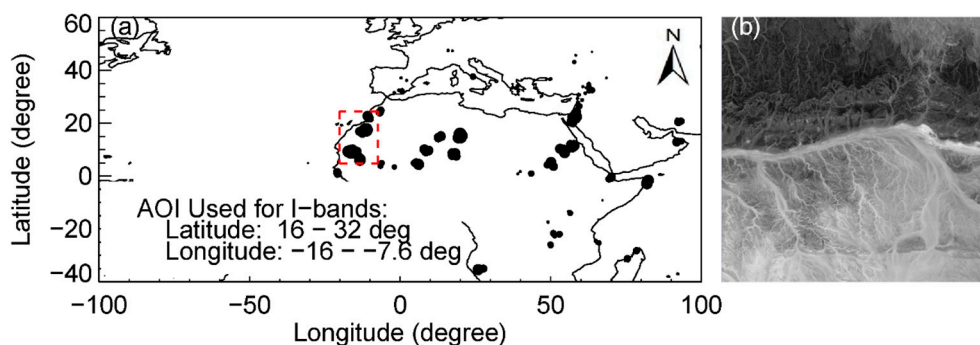 60
40
20
0
−20
−40
Latitude (degree)
(a)
N
AOI Used for I−bands:
Latitude: 16 − 32 deg
Longitude: −16 − −7.6 deg
−100
−50
0
50
100
Longitude (degree)
(b)